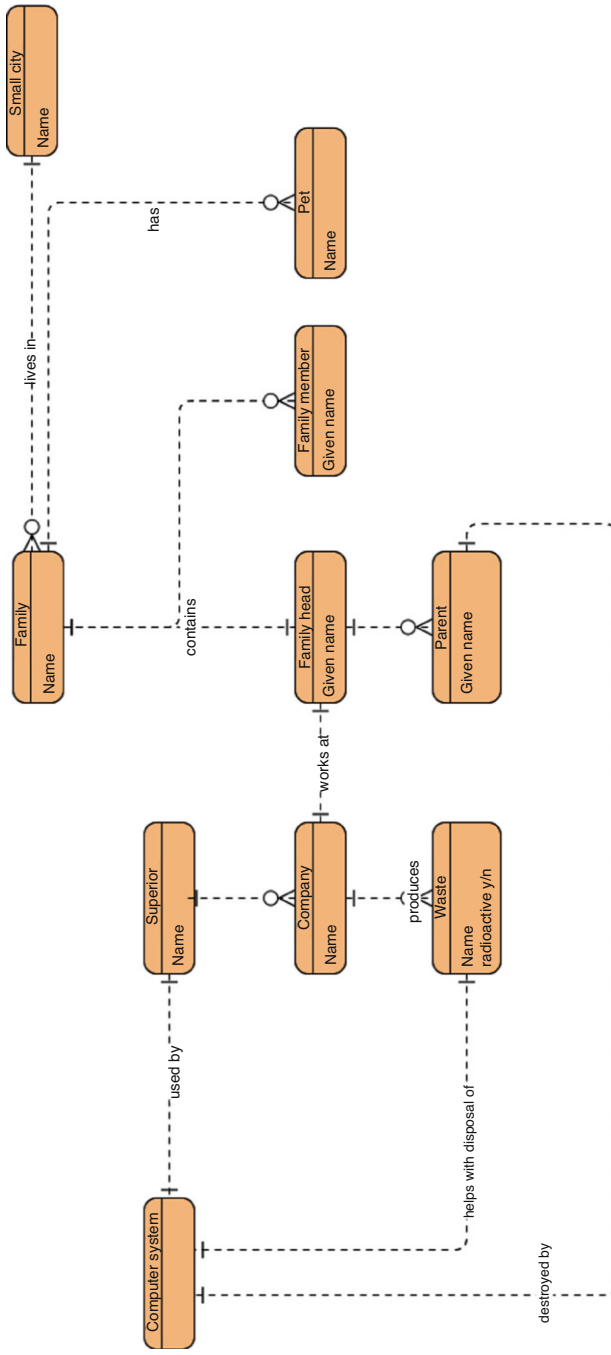 Family
Name
lives in
Small city
Name
has
Computer system
used by
Superior
Name
contains
Company
Name
works at
Family head
Given name
Family member
Given name
Pet
Name
produces
Waste
Name
radioactive y/n
Parent
Given name
helps with disposal of
destroyed by